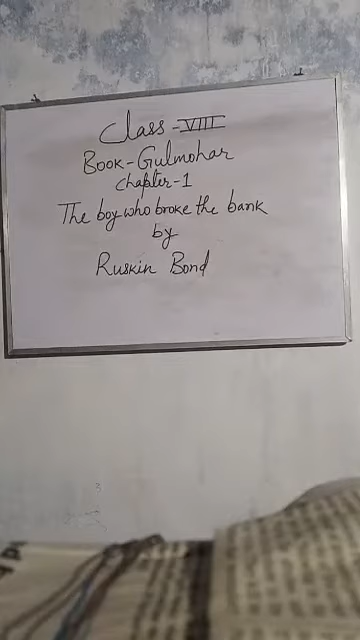 Class-VIII
Book-Gulmohar
chapter-1
The boy who broke the bank
by
Ruskin Bond